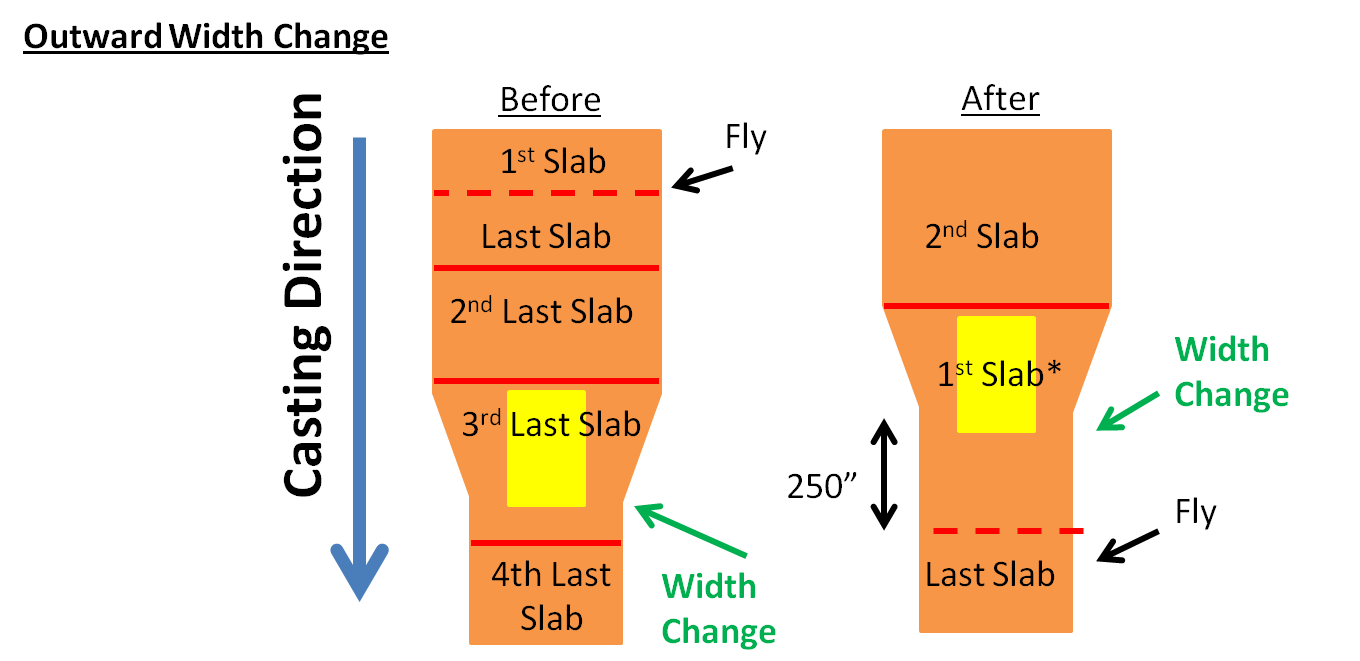 Outward Width Change
Casting Direction
Before
1st Slab
Fly
Last Slab
2nd Last Slab
3rd Last Slab
4th Last
Slab
Width
Change
After
2nd Slab
1st Slab*
Width
Change
250”
Fly
Last Slab